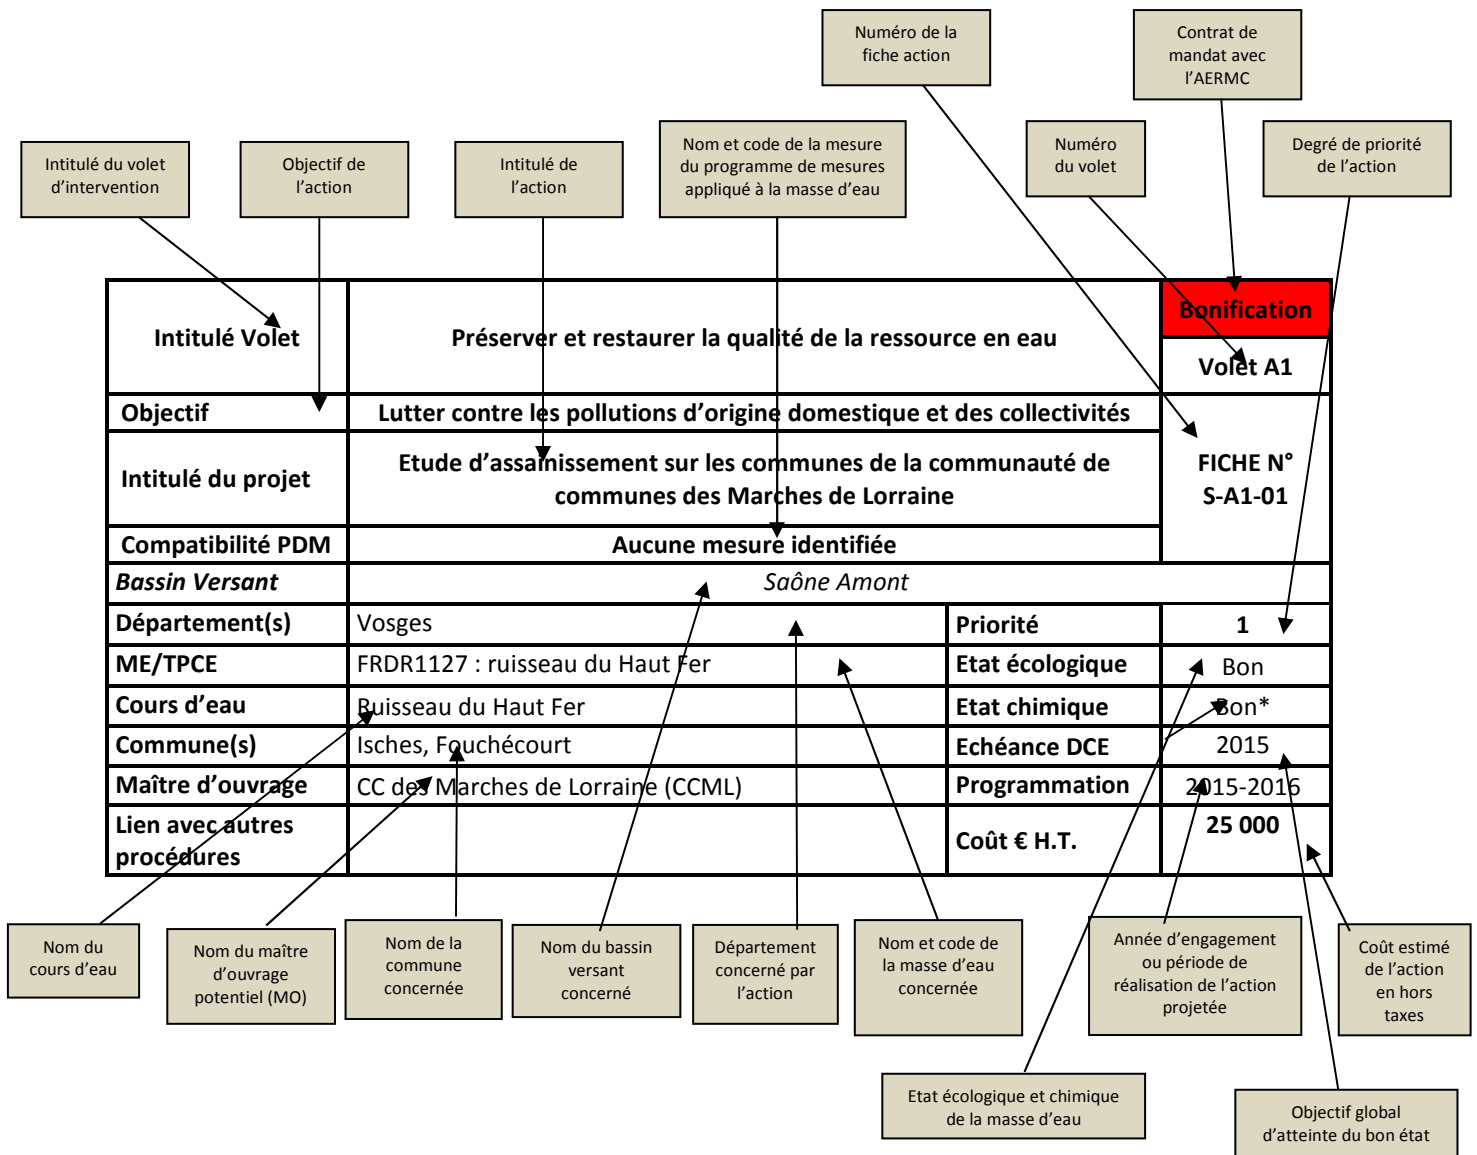 Numéro de la
fiche action
Contrat de
mandat avec
l'AERMC
Intitulé du volet
d'intervention
Objectif de
l'action
Intitulé de
l'action
Nom et code de la mesure
du programme de mesures
appliqué à la masse d'eau
Numéro
du volet
Degré de priorité
de l'action
Intitulé Volet
Préserver et restaurer la qualité de la ressource en eau
Bonification
Volet A1
Objectif
Lutter contre les pollutions d'origine domestique et des collectivités
Intitulé du projet
Etude d'assainissement sur les communes de la communauté de
communes des Marches de Lorraine
FICHE N°
S-A1-01
Compatibilité PDM
Aucune mesure identifiée
Bassin Versant
Saône Amont
Département(s)
Vosges
Priorité
1
ME/TPCE
FRDR1127 : ruisseau du Haut Fer
Etat écologique
Bon
Cours d'eau
Ruisseau du Haut Fer
Etat chimique
Bon*
Commune(s)
Isches, Fouchécourt
Echéance DCE
2015
Maître d'ouvrage
CC des Marches de Lorraine (CCML)
Programmation
2015-2016
Lien avec autres
procédures
Coût € H.T.
25 000
Nom du
cours d'eau
Nom du maître
d'ouvrage
potentiel (MO)
Nom de la
commune
concernée
Nom du bassin
versant
concerné
Département
concerné par
l'action
Nom et code de
la masse d'eau
concernée
Année d'engagement
ou période de
réalisation de l'action
projetée
Coût estimé
de l'action
en hors
taxes
Etat écologique et chimique
de la masse d'eau
Objectif global
d'atteinte du bon état